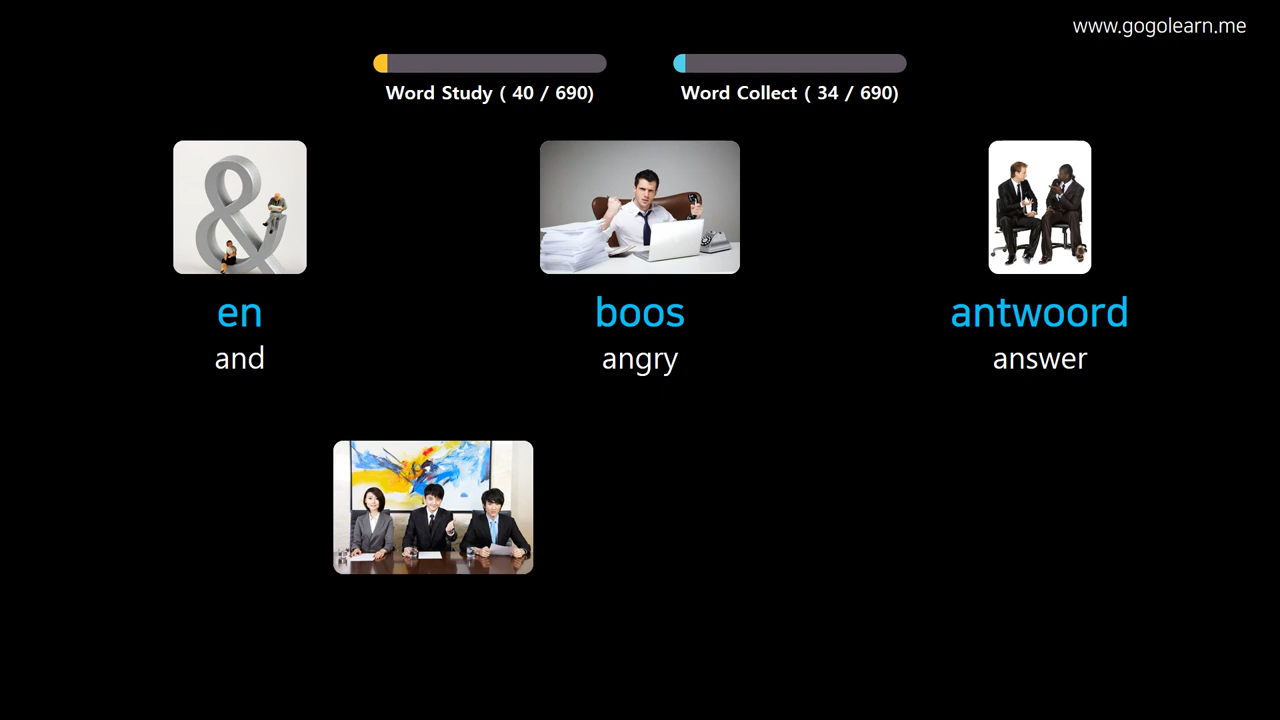 www.gogolearn.me
Word Study ( 40 / 690)
Word Collect ( 34 / 690)
&
en
boos
antwoord
and
angry
answer